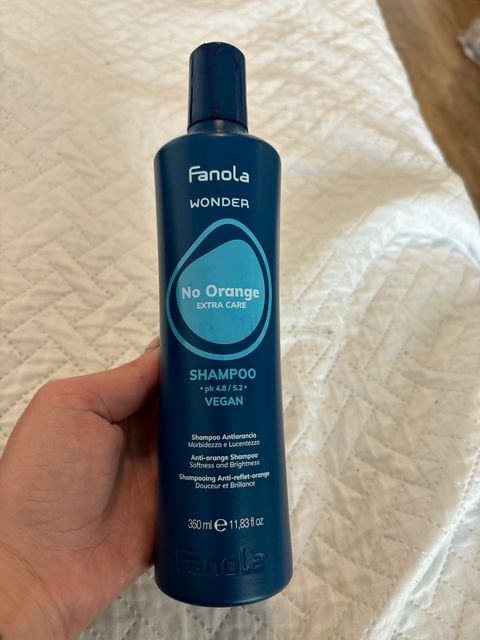 Fanola
WONDER
No Orange
EXTRA CARE
SHAMPOO
• ph 4.8 / 5.2 •
VEGAN
Shampoo Antiarancio
Morbidezza e Lucentezza
Anti-orange Shampoo
Softness and Brightness
Shampooing Anti-reflet-orange
Douceur et Brillance
350 ml ℮ 11,83 fl oz
Fanola